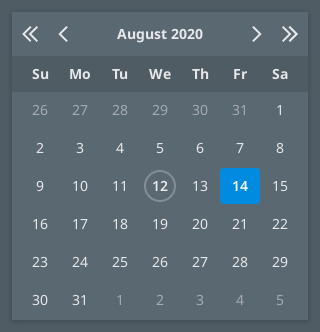 August 2020
Su Mo Tu We Th Fr Sa
26 27 28 29 30 31 1
2 3 4 5 6 7 8
9 10 11 12 13 14 15
16 17 18 19 20 21 22
23 24 25 26 27 28 29
30 31 1 2 3 4 5